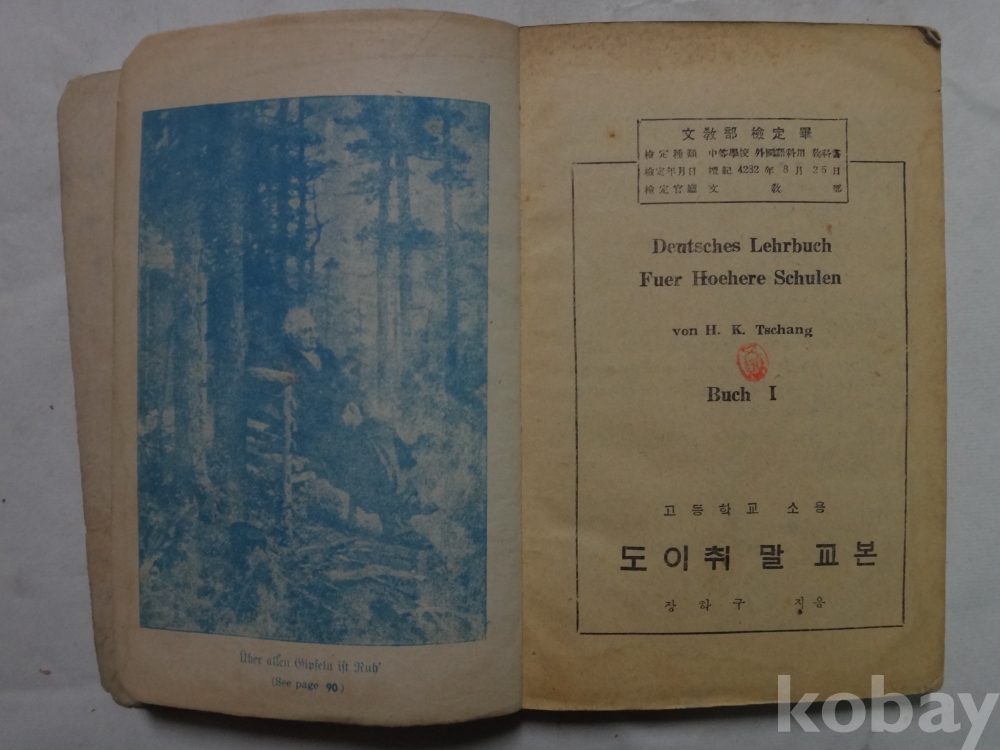 Über allen Gipfeln ist Ruh'
(See page 90)
文敎部 檢定畢
檢定種類 中等學校 外國語科用 敎科書
檢定年月日 檀紀 4282 年 8 月 25 日
檢定官廳 文 敎 部
Deutsches Lehrbuch
Fuer Hoehere Schulen
von H. K. Tschang
Buch I
고등학교 소용
도이취 말 교본
장하구 지음
kobay